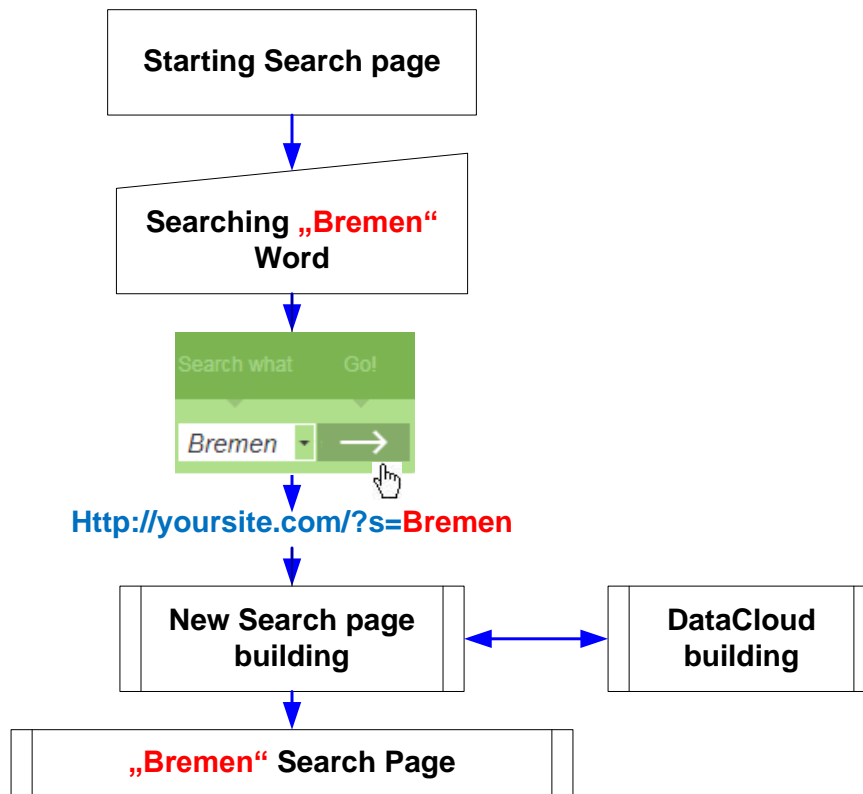 Starting Search page
Searching „Bremen“
Word
Search what Go!
Bremen
Http://yoursite.com/?s=Bremen
New Search page
building
DataCloud
building
„Bremen“ Search Page